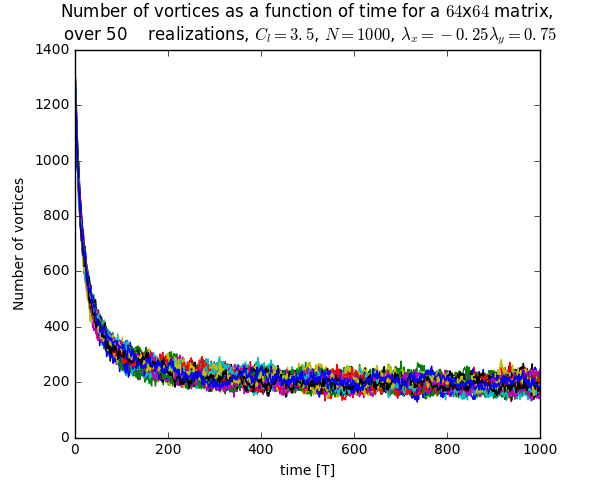 Number of vortices as a function of time for a 64x64 matrix,
over 50    realizations, C_l = 3.5, N = 1000, λ_x = −0.25λ_y = 0.75
1400
1200
1000
800
600
400
200
0
Number of vortices
0 200 400 600 800 1000
time [T]